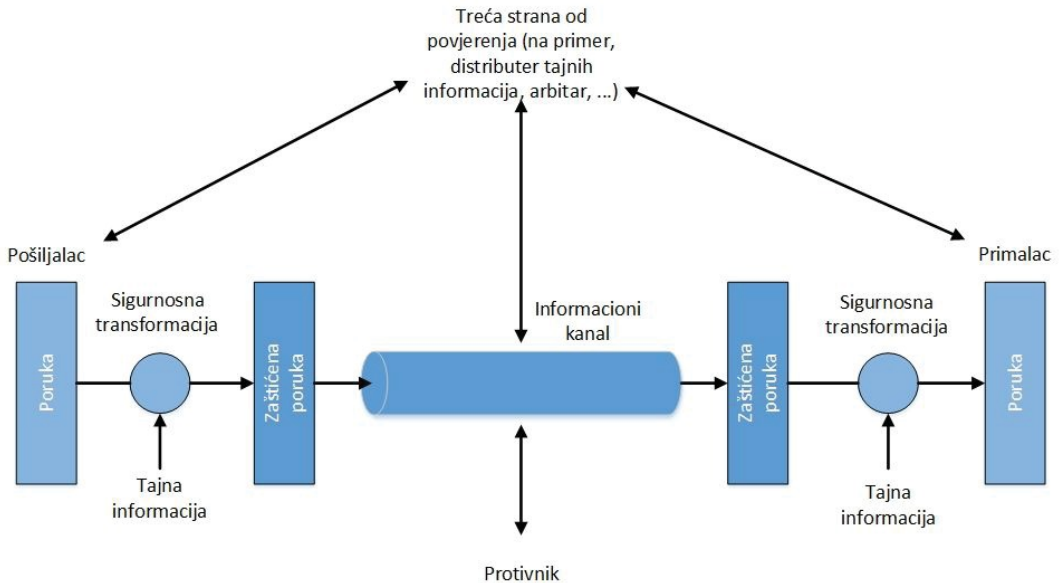 Treća strana od
povjerenja (na primer,
distributer tajnih
informacija, arbitar, ...)
Pošiljalac
Primalac
Sigurnosna
transformacija
Informacioni
kanal
Sigurnosna
transformacija
Poruka
Zaštićena
poruka
Zaštićena
poruka
Poruka
Tajna
informacija
Tajna
informacija
Protivnik